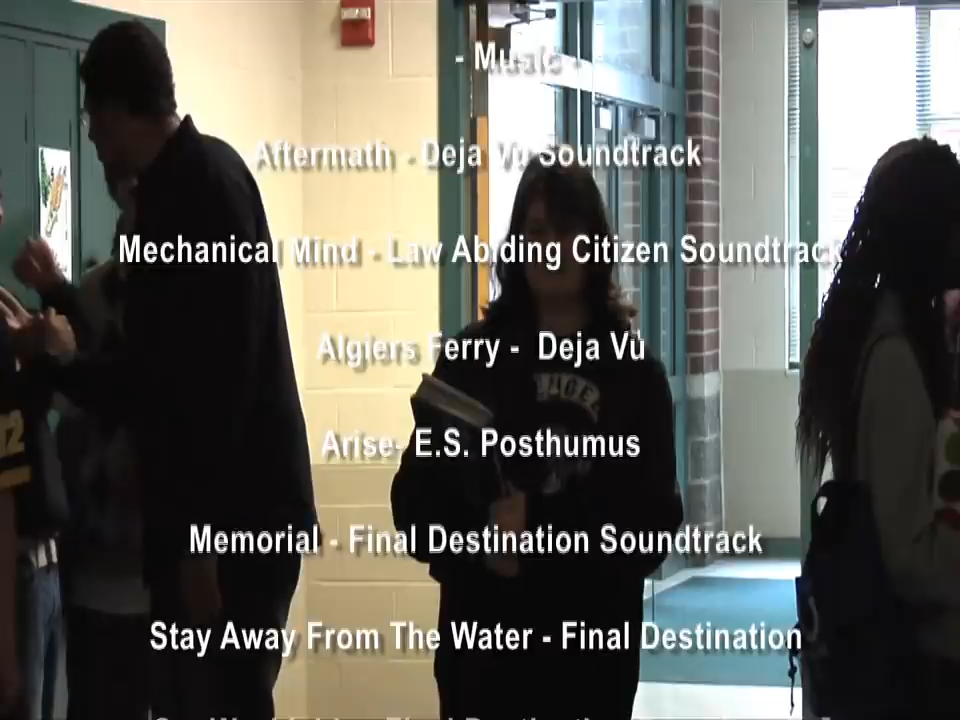 - Music -
Aftermath - Deja Vu Soundtrack
Mechanical Mind - Law Abiding Citizen Soundtrack
Algiers Ferry - Deja Vu
Arise- E.S. Posthumus
Memorial - Final Destination Soundtrack
Stay Away From The Water - Final Destination